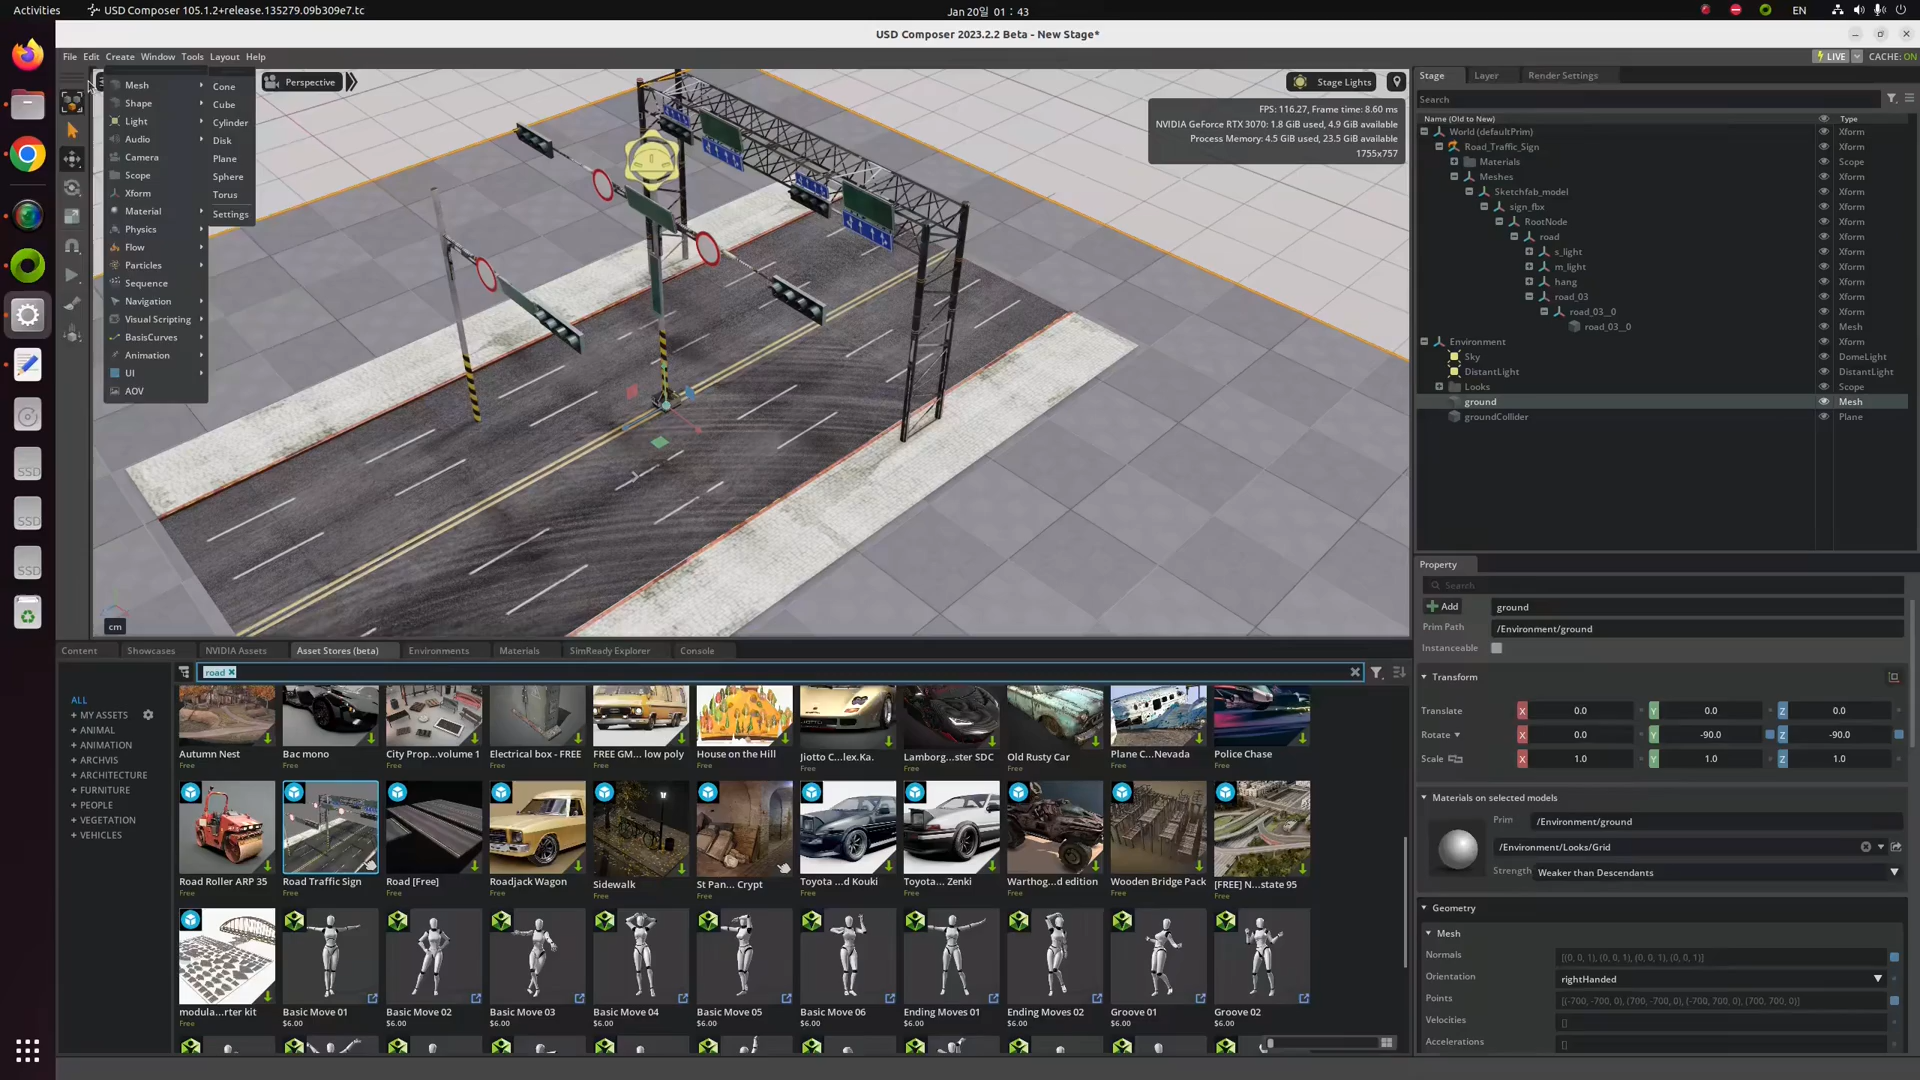 Activities
USD Composer 105.1.2+release.135279.09b309e7.tc
Jan 20일 01 : 43
EN
USD Composer 2023.2.2 Beta - New Stage*
File Edit Create Window Tools Layout Help
LIVE
CACHE: ON
Mesh
Shape
Light
Audio
Camera
Scope
Xform
Material
Physics
Flow
Particles
Sequence
Navigation
Visual Scripting
BasisCurves
Animation
UI
AOV
Cone
Cube
Cylinder
Disk
Plane
Sphere
Torus
Settings
Perspective
Stage Lights
FPS: 116.27, Frame time: 8.60 ms
NVIDIA GeForce RTX 3070: 1.8 GiB used, 4.9 GiB available
Process Memory: 4.5 GiB used, 23.5 GiB available
1755x757
cm
SSD
SSD
SSD
Stage Layer Render Settings
Search
Name (Old to New) Type
World (defaultPrim) Xform
Road_Traffic_Sign Xform
Materials Scope
Meshes Xform
Sketchfab_model Xform
sign_fbx Xform
RootNode Xform
road Xform
s_light Xform
m_light Xform
hang Xform
road_03 Xform
road_03__0 Xform
road_03__0 Mesh
Environment Xform
Sky DomeLight
DistantLight DistantLight
Looks Scope
ground Mesh
groundCollider Plane
Property
Search
Add ground
Prim Path /Environment/ground
Instanceable
Transform
Translate X 0.0 Y 0.0 Z 0.0
Rotate X 0.0 Y -90.0 Z -90.0
Scale X 1.0 Y 1.0 Z 1.0
Materials on selected models
Prim /Environment/ground
/Environment/Looks/Grid
Strength Weaker than Descendants
Geometry
Mesh
Normals [(0, 0, 1), (0, 0, 1), (0, 0, 1), (0, 0, 1)]
Orientation rightHanded
Points [(-700, -700, 0), (700, -700, 0), (-700, 700, 0), (700, 700, 0)]
Velocities []
Accelerations []
Content Showcases NVIDIA Assets Asset Stores (beta) Environments Materials SimReady Explorer Console
road
ALL
+ MY ASSETS
+ ANIMAL
+ ANIMATION
+ ARCHVIS
+ ARCHITECTURE
+ FURNITURE
+ PEOPLE
+ VEGETATION
+ VEHICLES
Autumn Nest Bac mono City Prop...volume 1 Electrical box - FREE FREE GM... low poly House on the Hill Jiotto C...lex.Ka. Lamborg...ster SDC Old Rusty Car Plane C...Nevada Police Chase
Free Free Free Free Free Free Free Free Free Free Free
Road Roller ARP 35 Road Traffic Sign Road [Free] Roadjack Wagon Sidewalk St Pan... Crypt Toyota ...d Kouki Toyota... Zenki Warthog...d edition Wooden Bridge Pack [FREE] N...state 95
Free Free Free Free Free Free Free Free Free Free Free
modula...rter kit Basic Move 01 Basic Move 02 Basic Move 03 Basic Move 04 Basic Move 05 Basic Move 06 Ending Moves 01 Ending Moves 02 Groove 01 Groove 02
Free $6.00 $6.00 $6.00 $6.00 $6.00 $6.00 $6.00 $6.00 $6.00 $6.00